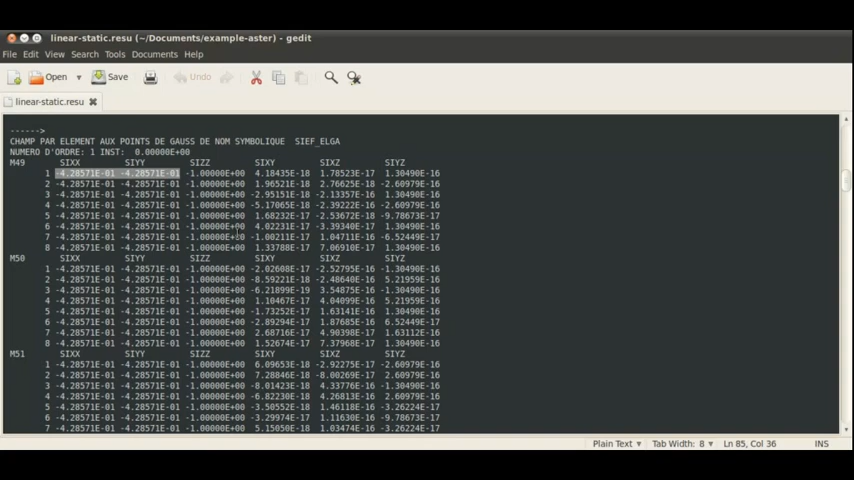 linear-static.resu (~/Documents/example-aster) - gedit
File Edit View Search Tools Documents Help
Open Save Undo
linear-static.resu
------>
CHAMP PAR ELEMENT AUX POINTS DE GAUSS DE NOM SYMBOLIQUE SIEF_ELGA
NUMERO D'ORDRE: 1 INST: 0.00000E+00
M49 SIXX SIYY SIZZ SIXY SIXZ SIYZ
1 -4.28571E-01 -4.28571E-01 -1.00000E+00 4.18435E-18 1.78523E-17 1.30490E-16
2 -4.28571E-01 -4.28571E-01 -1.00000E+00 1.96521E-18 2.76625E-18 -2.60979E-16
3 -4.28571E-01 -4.28571E-01 -1.00000E+00 -2.95151E-18 -2.13357E-16 1.30490E-16
4 -4.28571E-01 -4.28571E-01 -1.00000E+00 -5.17065E-18 -2.39222E-16 -2.60979E-16
5 -4.28571E-01 -4.28571E-01 -1.00000E+00 1.68232E-17 -2.53672E-18 -9.78673E-17
6 -4.28571E-01 -4.28571E-01 -1.00000E+00 4.02231E-17 -3.39340E-17 1.30490E-16
7 -4.28571E-01 -4.28571E-01 -1.00000E+00 -1.00211E-17 1.04711E-16 -6.52449E-17
8 -4.28571E-01 -4.28571E-01 -1.00000E+00 1.33788E-17 7.06910E-17 1.30490E-16
M50 SIXX SIYY SIZZ SIXY SIXZ SIYZ
1 -4.28571E-01 -4.28571E-01 -1.00000E+00 -2.02608E-17 -2.52795E-16 -1.30490E-16
2 -4.28571E-01 -4.28571E-01 -1.00000E+00 -8.59221E-18 -2.48640E-16 5.21959E-16
3 -4.28571E-01 -4.28571E-01 -1.00000E+00 -6.21899E-19 3.54875E-16 -1.30490E-16
4 -4.28571E-01 -4.28571E-01 -1.00000E+00 1.10467E-17 4.04099E-16 5.21959E-16
5 -4.28571E-01 -4.28571E-01 -1.00000E+00 -1.73252E-17 1.63141E-16 1.30490E-16
6 -4.28571E-01 -4.28571E-01 -1.00000E+00 -2.89294E-17 1.87685E-16 6.52449E-17
7 -4.28571E-01 -4.28571E-01 -1.00000E+00 2.68716E-17 4.90398E-17 1.63112E-16
8 -4.28571E-01 -4.28571E-01 -1.00000E+00 1.52674E-17 7.37968E-17 1.30490E-16
M51 SIXX SIYY SIZZ SIXY SIXZ SIYZ
1 -4.28571E-01 -4.28571E-01 -1.00000E+00 6.09653E-18 -2.92275E-17 -2.60979E-16
2 -4.28571E-01 -4.28571E-01 -1.00000E+00 7.28846E-18 -8.00269E-17 2.60979E-16
3 -4.28571E-01 -4.28571E-01 -1.00000E+00 -8.01423E-18 4.33776E-16 -1.30490E-16
4 -4.28571E-01 -4.28571E-01 -1.00000E+00 -6.82230E-18 4.26813E-16 2.60979E-16
5 -4.28571E-01 -4.28571E-01 -1.00000E+00 -3.50552E-17 1.46118E-16 -3.26224E-17
6 -4.28571E-01 -4.28571E-01 -1.00000E+00 -3.29974E-17 1.11630E-16 -9.78673E-17
7 -4.28571E-01 -4.28571E-01 -1.00000E+00 5.15050E-18 1.03474E-16 -3.26224E-17
Plain Text Tab Width: 8 Ln 85, Col 36 INS